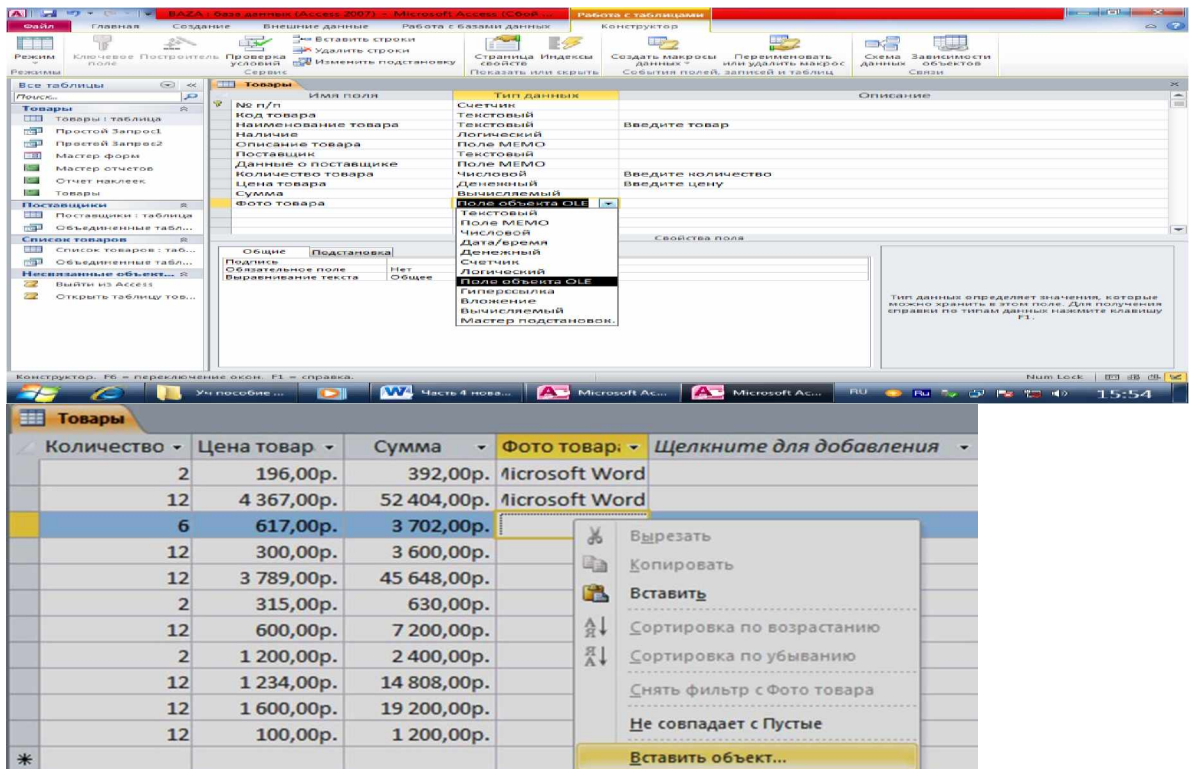 BAZA : база данных (Access 2007) - Microsoft Access (Сбой ...
Работа с таблицами
Файл Главная Создание Внешние данные Работа с базами данных Конструктор
Режим Ключевое поле Построитель Проверка условий Вставить строки Удалить строки Изменить подстановку Страница свойств Индексы Создать макросы данных Переименовать или удалить макрос Схема данных Зависимости объектов
Режимы Сервис Показать или скрыть События полей, записей и таблиц Связи
Все таблицы
Поиск...
Товары
Товары : таблица
Простой Запрос1
Простой Запрос2
Мастер форм
Мастер отчетов
Отчет наклеек
Товары
Поставщики
Поставщики : таблица
Объединенные табл...
Список товаров
Список товаров : таб...
Объединенные табл...
Несвязанные объект...
Выйти из Access
Открыть таблицу тов...
Товары
Имя поля Тип данных Описание
№ п/п Счетчик
Код товара Текстовый
Наименование товара Текстовый Введите товар
Наличие Логический
Описание товара Поле МЕМО
Поставщик Текстовый
Данные о поставщике Поле МЕМО
Количество товара Числовой Введите количество
Цена товара Денежный Введите цену
Сумма Вычисляемый
Фото товара Поле объекта OLE
Текстовый
Поле МЕМО
Числовой
Дата/время
Денежный
Счетчик
Логический
Поле объекта OLE
Гиперссылка
Вложение
Вычисляемый
Мастер подстановок.
Свойства поля
Общие Подстановка
Подпись
Обязательное поле Нет
Выравнивание текста Общее
Тип данных определяет значения, которые
можно хранить в этом поле. Для получения
справки по типам данных нажмите клавишу
F1.
Конструктор. F6 = переключение окон. F1 = справка. Num Lock
Уч пособие ... Часть 4 нова... Microsoft Ac... Microsoft Ac... RU Ru 15:54
Товары
Количество Цена товар Сумма Фото товар Щелкните для добавления
2 196,00р. 392,00р. Microsoft Word
12 4 367,00р. 52 404,00р. Microsoft Word
6 617,00р. 3 702,00р.
12 300,00р. 3 600,00р.
12 3 789,00р. 45 648,00р.
2 315,00р. 630,00р.
12 600,00р. 7 200,00р.
2 1 200,00р. 2 400,00р.
12 1 234,00р. 14 808,00р.
12 1 600,00р. 19 200,00р.
12 100,00р. 1 200,00р.
Вырезать
Копировать
Вставить
Сортировка по возрастанию
Сортировка по убыванию
Снять фильтр с Фото товара
Не совпадает с Пустые
Вставить объект...